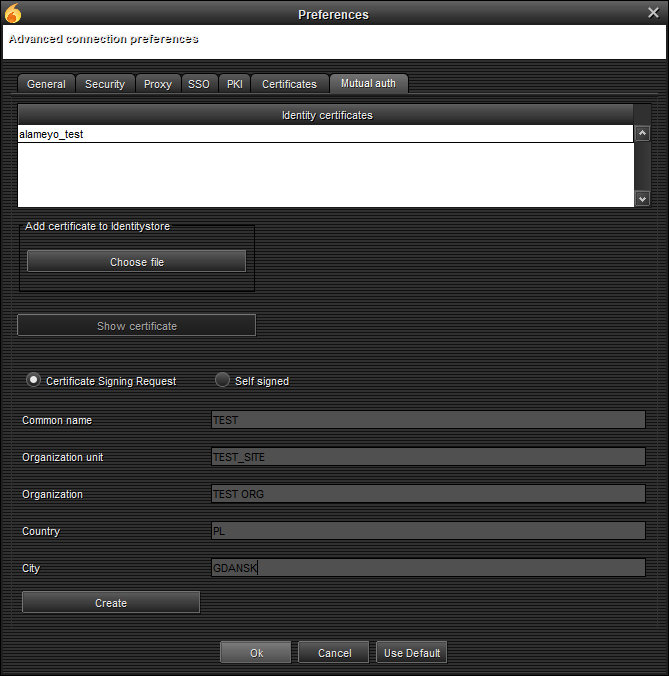 Preferences
Advanced connection preferences
General Security Proxy SSO PKI Certificates Mutual auth
Identity certificates
alameyo_test
Add certificate to Identitystore
Choose file
Show certificate
Certificate Signing Request Self signed
Common name TEST
Organization unit TEST_SITE
Organization TEST ORG
Country PL
City GDANSK
Create
Ok Cancel Use Default